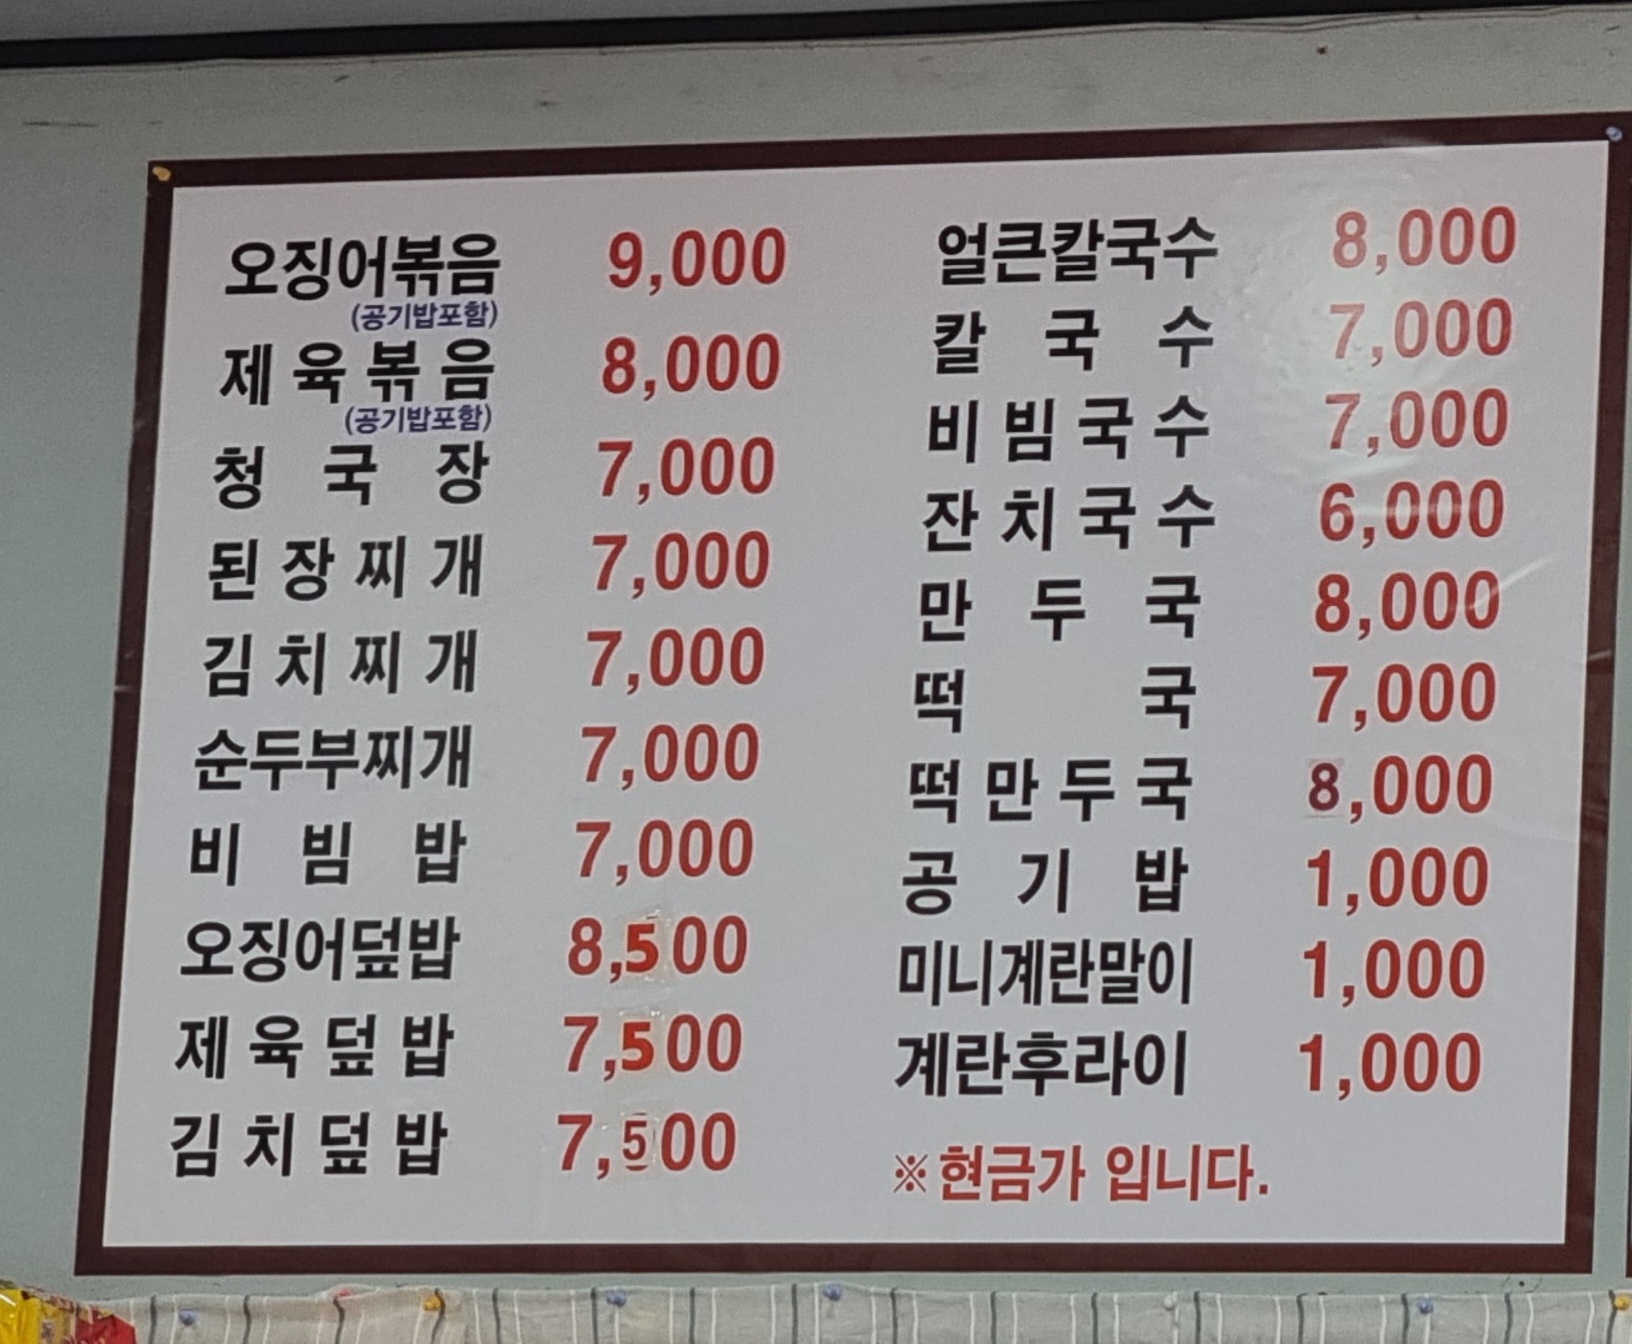 오징어볶음 9,000
(공기밥포함)
제육볶음 8,000
(공기밥포함)
청국장 7,000
된장찌개 7,000
김치찌개 7,000
순두부찌개 7,000
비빔밥 7,000
오징어덮밥 8,500
제육덮밥 7,500
김치덮밥 7,500
얼큰칼국수 8,000
칼국수 7,000
비빔국수 7,000
잔치국수 6,000
만두국 8,000
떡국 7,000
떡만두국 8,000
공기밥 1,000
미니계란말이 1,000
계란후라이 1,000
※현금가 입니다.